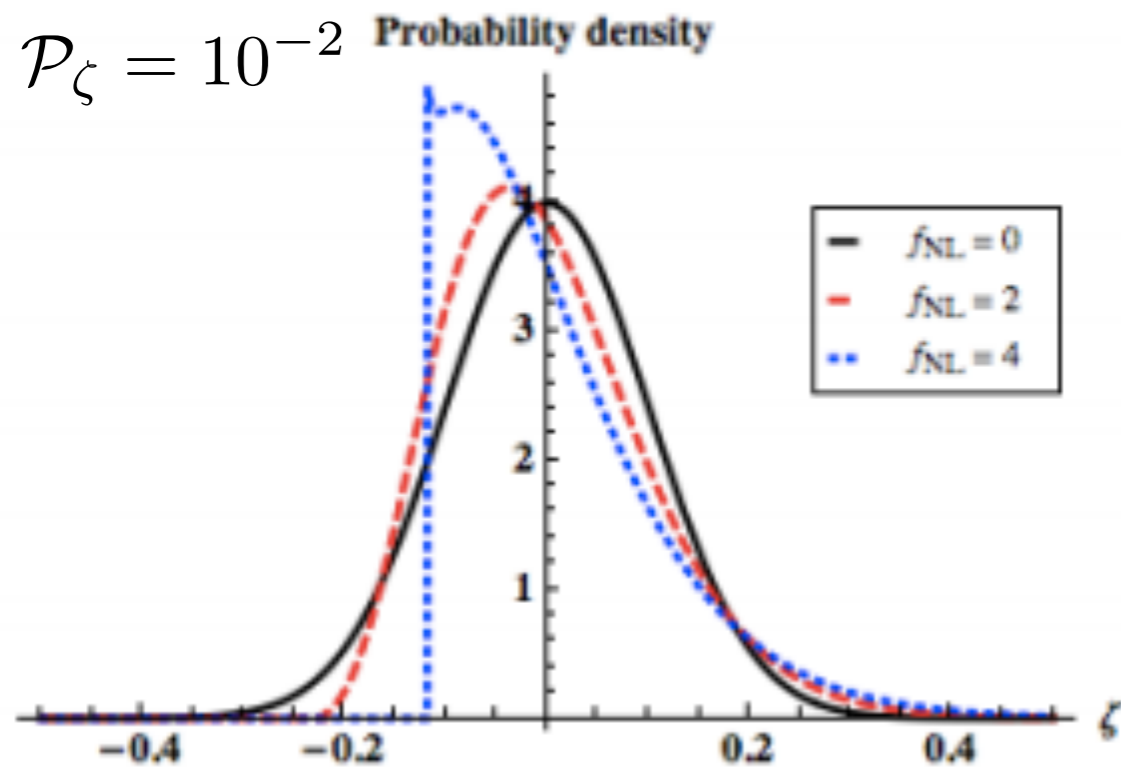 𝒫_ζ = 10^{-2}
Probability density
4
3
2
1
−0.4 −0.2 0.2 0.4 ζ
f_NL = 0
f_NL = 2
f_NL = 4